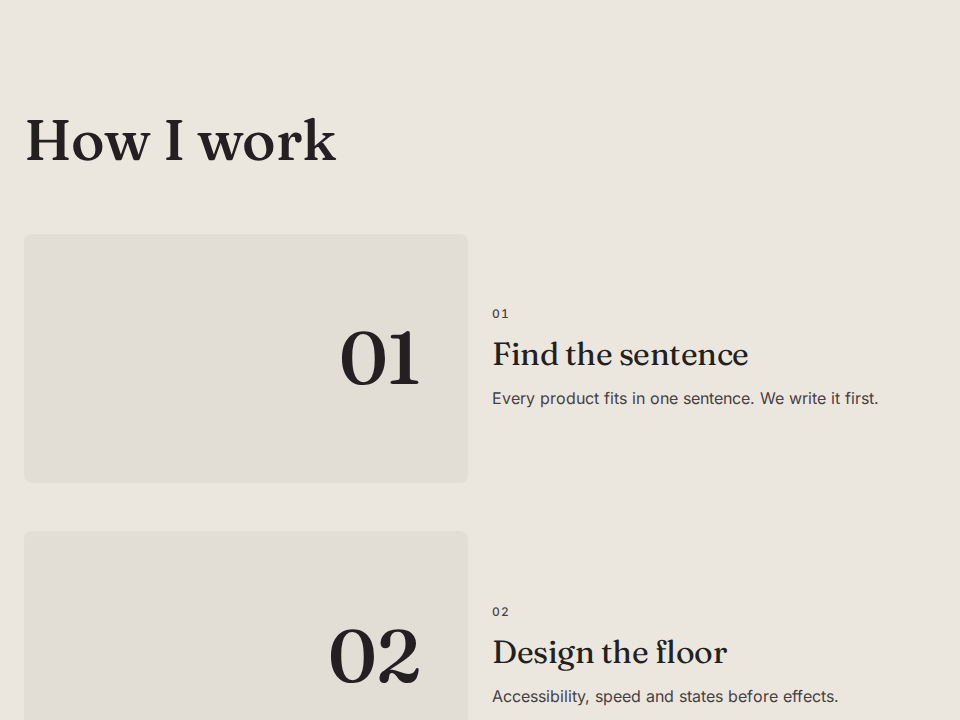 How I work
01
01
Find the sentence
Every product fits in one sentence. We write it first.
02
02
Design the floor
Accessibility, speed and states before effects.